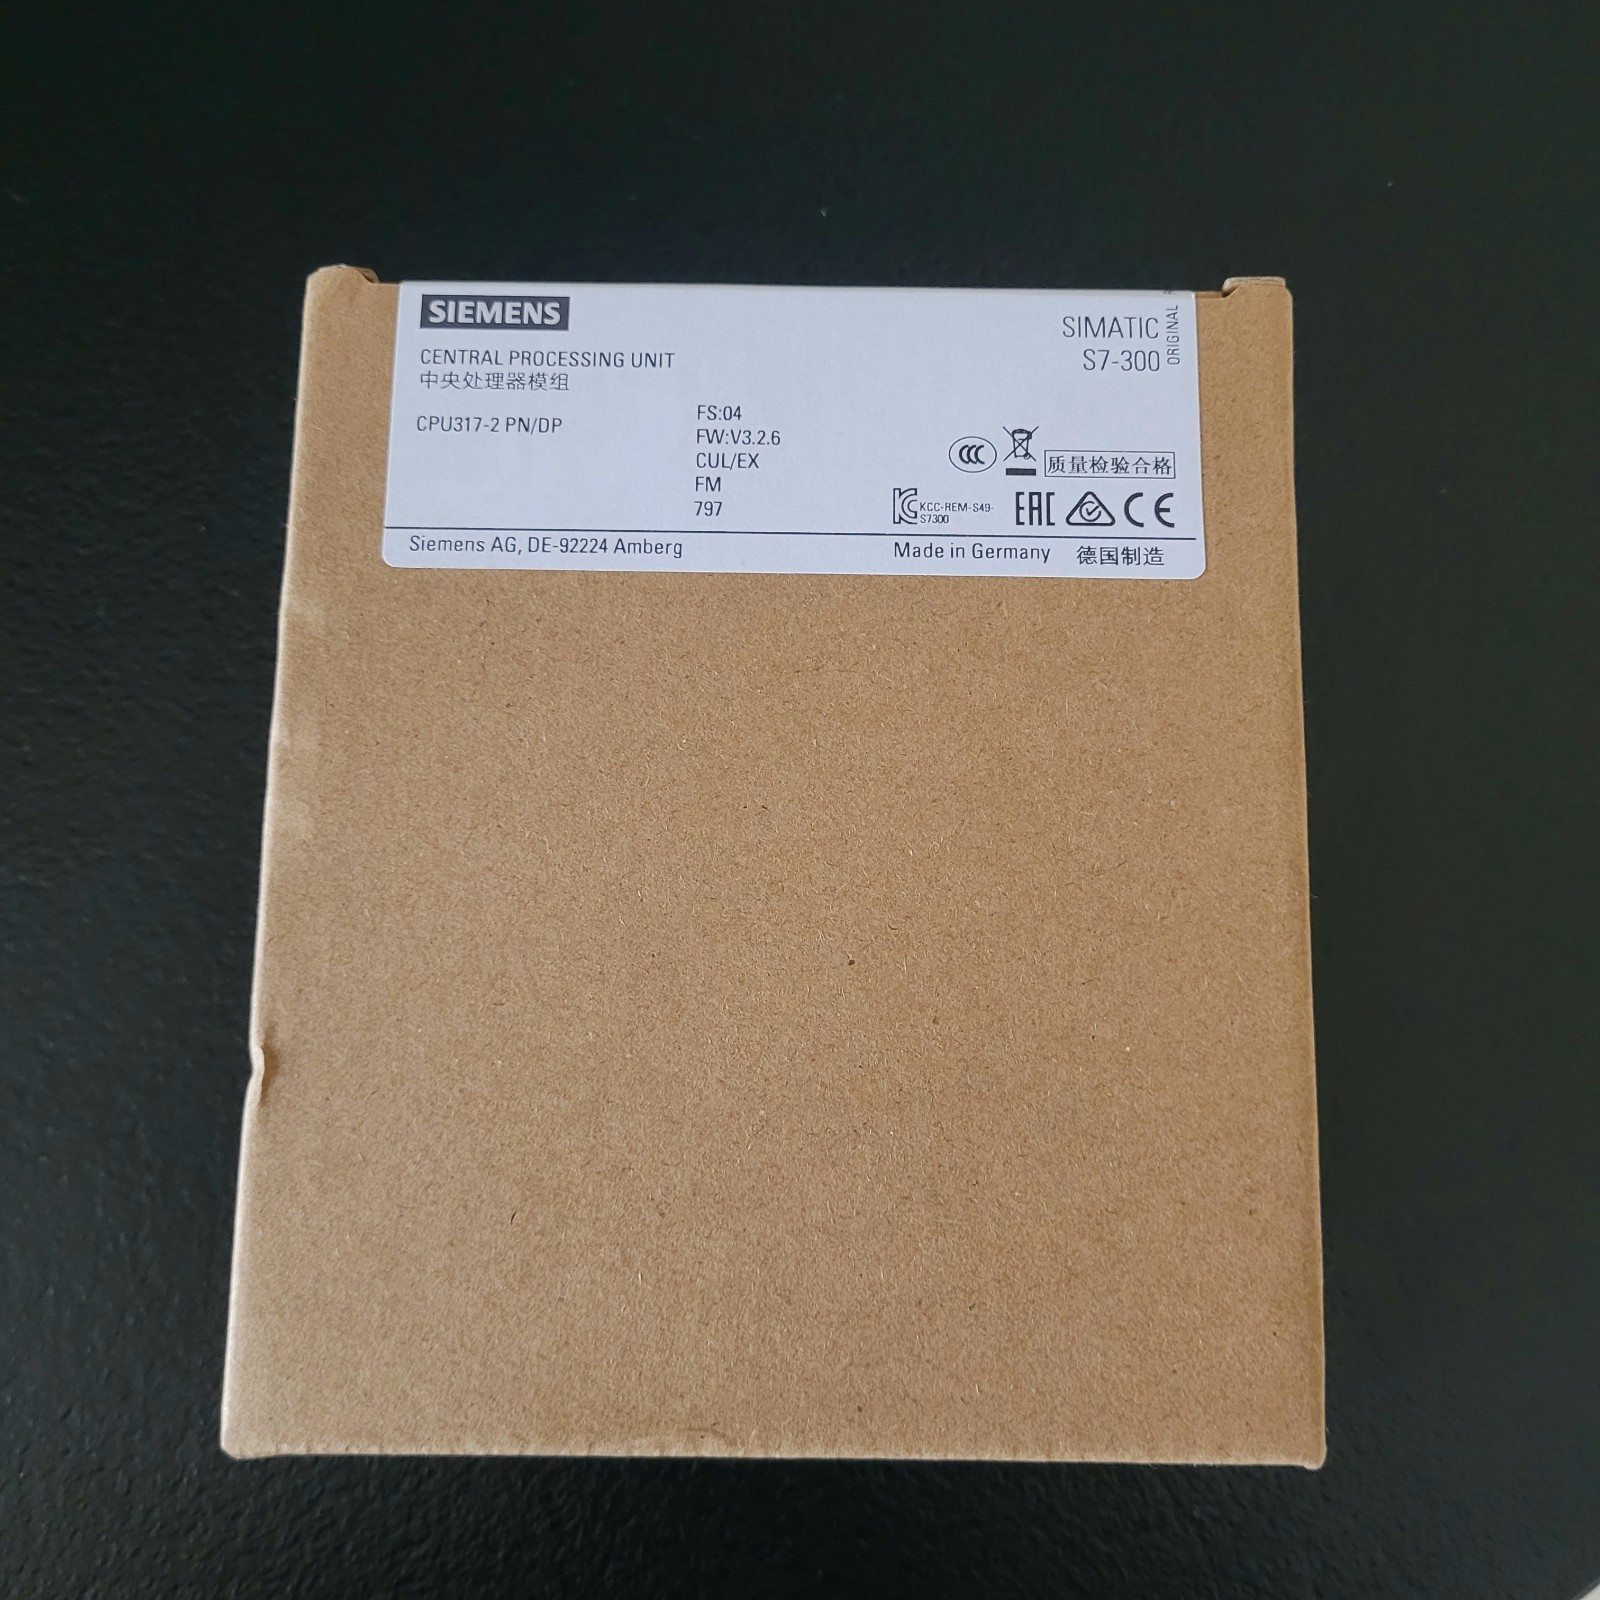 SIEMENS
SIMATIC
S7-300
ORIGINAL
CENTRAL PROCESSING UNIT
中央处理器模组
CPU317-2 PN/DP
FS:04
FW:V3.2.6
CUL/EX
FM
797
CCC
质量检验合格
KC
KCC-REM-S49-
S7300
EAC
CE
Siemens AG, DE-92224 Amberg
Made in Germany 德国制造